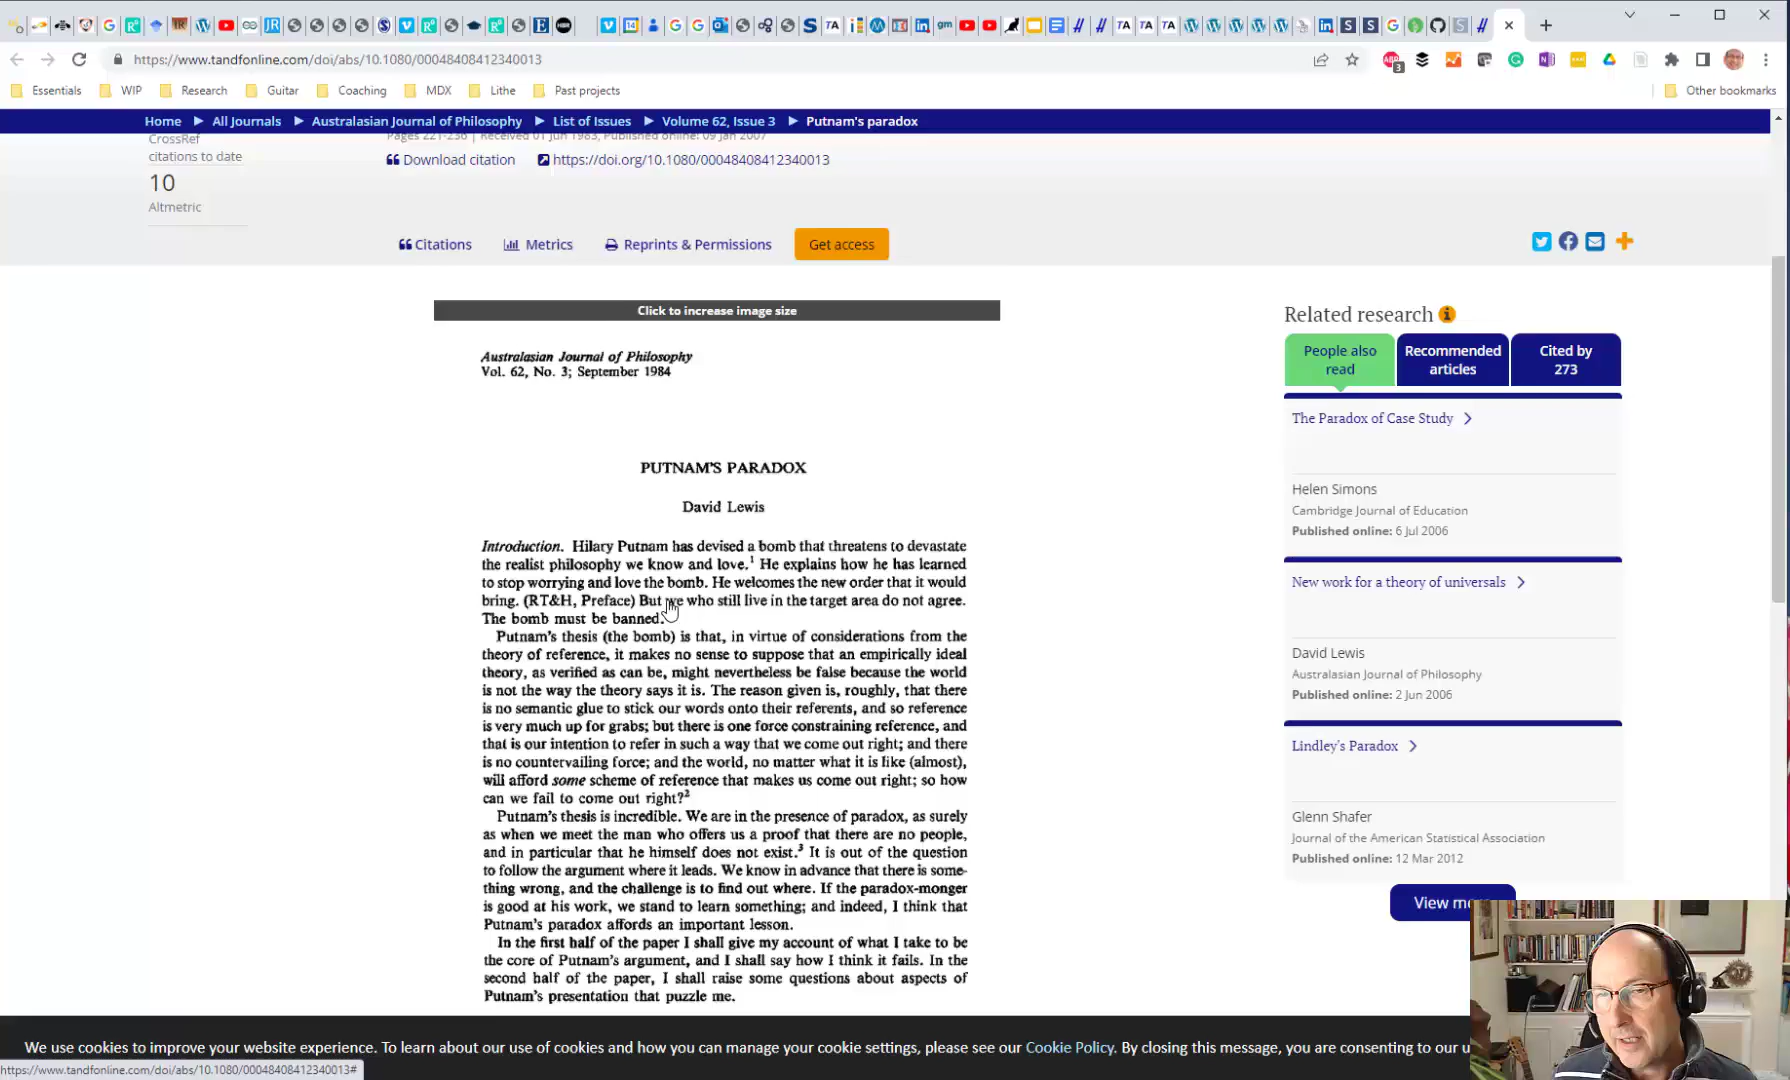 https://www.tandfonline.com/doi/abs/10.1080/00048408412340013
Essentials WIP Research Guitar Coaching MDX Lithe Past projects Other bookmarks
Home ▶ All Journals ▶ Australasian Journal of Philosophy ▶ List of Issues ▶ Volume 62, Issue 3 ▶ Putnam's paradox
Pages 221-236 | Received 01 Jun 1983, Published online: 09 Jan 2007
CrossRef
citations to date
10
Altmetric
Download citation https://doi.org/10.1080/00048408412340013
Citations Metrics Reprints & Permissions Get access
Click to increase image size
Australasian Journal of Philosophy
Vol. 62, No. 3; September 1984
PUTNAM'S PARADOX
David Lewis
Introduction. Hilary Putnam has devised a bomb that threatens to devastate
the realist philosophy we know and love.¹ He explains how he has learned
to stop worrying and love the bomb. He welcomes the new order that it would
bring. (RT&H, Preface) But we who still live in the target area do not agree.
The bomb must be banned.
Putnam's thesis (the bomb) is that, in virtue of considerations from the
theory of reference, it makes no sense to suppose that an empirically ideal
theory, as verified as can be, might nevertheless be false because the world
is not the way the theory says it is. The reason given is, roughly, that there
is no semantic glue to stick our words onto their referents, and so reference
is very much up for grabs; but there is one force constraining reference, and
that is our intention to refer in such a way that we come out right; and there
is no countervailing force; and the world, no matter what it is like (almost),
will afford some scheme of reference that makes us come out right; so how
can we fail to come out right?²
Putnam's thesis is incredible. We are in the presence of paradox, as surely
as when we meet the man who offers us a proof that there are no people,
and in particular that he himself does not exist.³ It is out of the question
to follow the argument where it leads. We know in advance that there is some-
thing wrong, and the challenge is to find out where. If the paradox-monger
is good at his work, we stand to learn something; and indeed, I think that
Putnam's paradox affords an important lesson.
In the first half of the paper I shall give my account of what I take to be
the core of Putnam's argument, and I shall say how I think it fails. In the
second half of the paper, I shall raise some questions about aspects of
Putnam's presentation that puzzle me.
Related research
People also
read
Recommended
articles
Cited by
273
The Paradox of Case Study
Helen Simons
Cambridge Journal of Education
Published online: 6 Jul 2006
New work for a theory of universals
David Lewis
Australasian Journal of Philosophy
Published online: 2 Jun 2006
Lindley's Paradox
Glenn Shafer
Journal of the American Statistical Association
Published online: 12 Mar 2012
View
We use cookies to improve your website experience. To learn about our use of cookies and how you can manage your cookie settings, please see our Cookie Policy. By closing this message, you are consenting to our u
https://www.tandfonline.com/doi/abs/10.1080/00048408412340013#